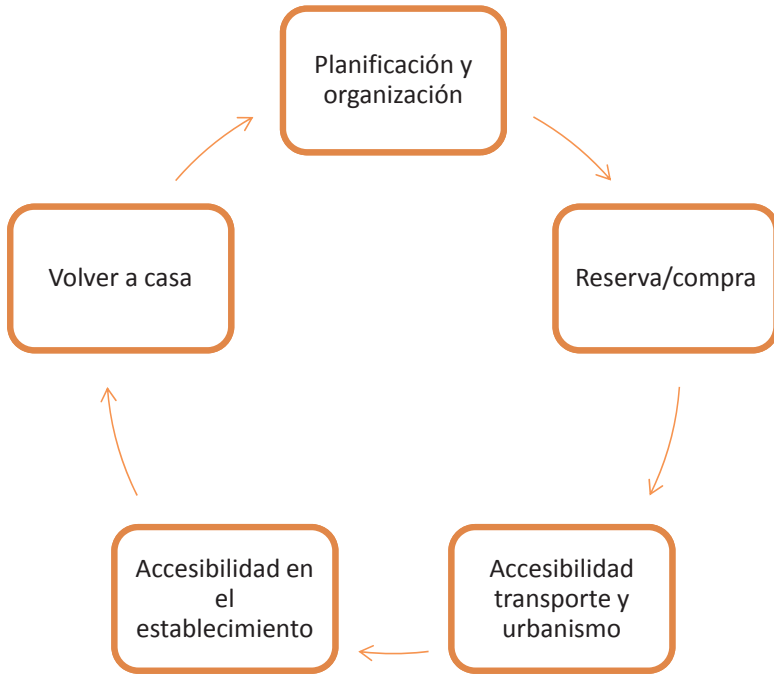 Planificación y
organización
Reserva/compra
Accesibilidad
transporte y
urbanismo
Accesibilidad en
el
establecimiento
Volver a casa